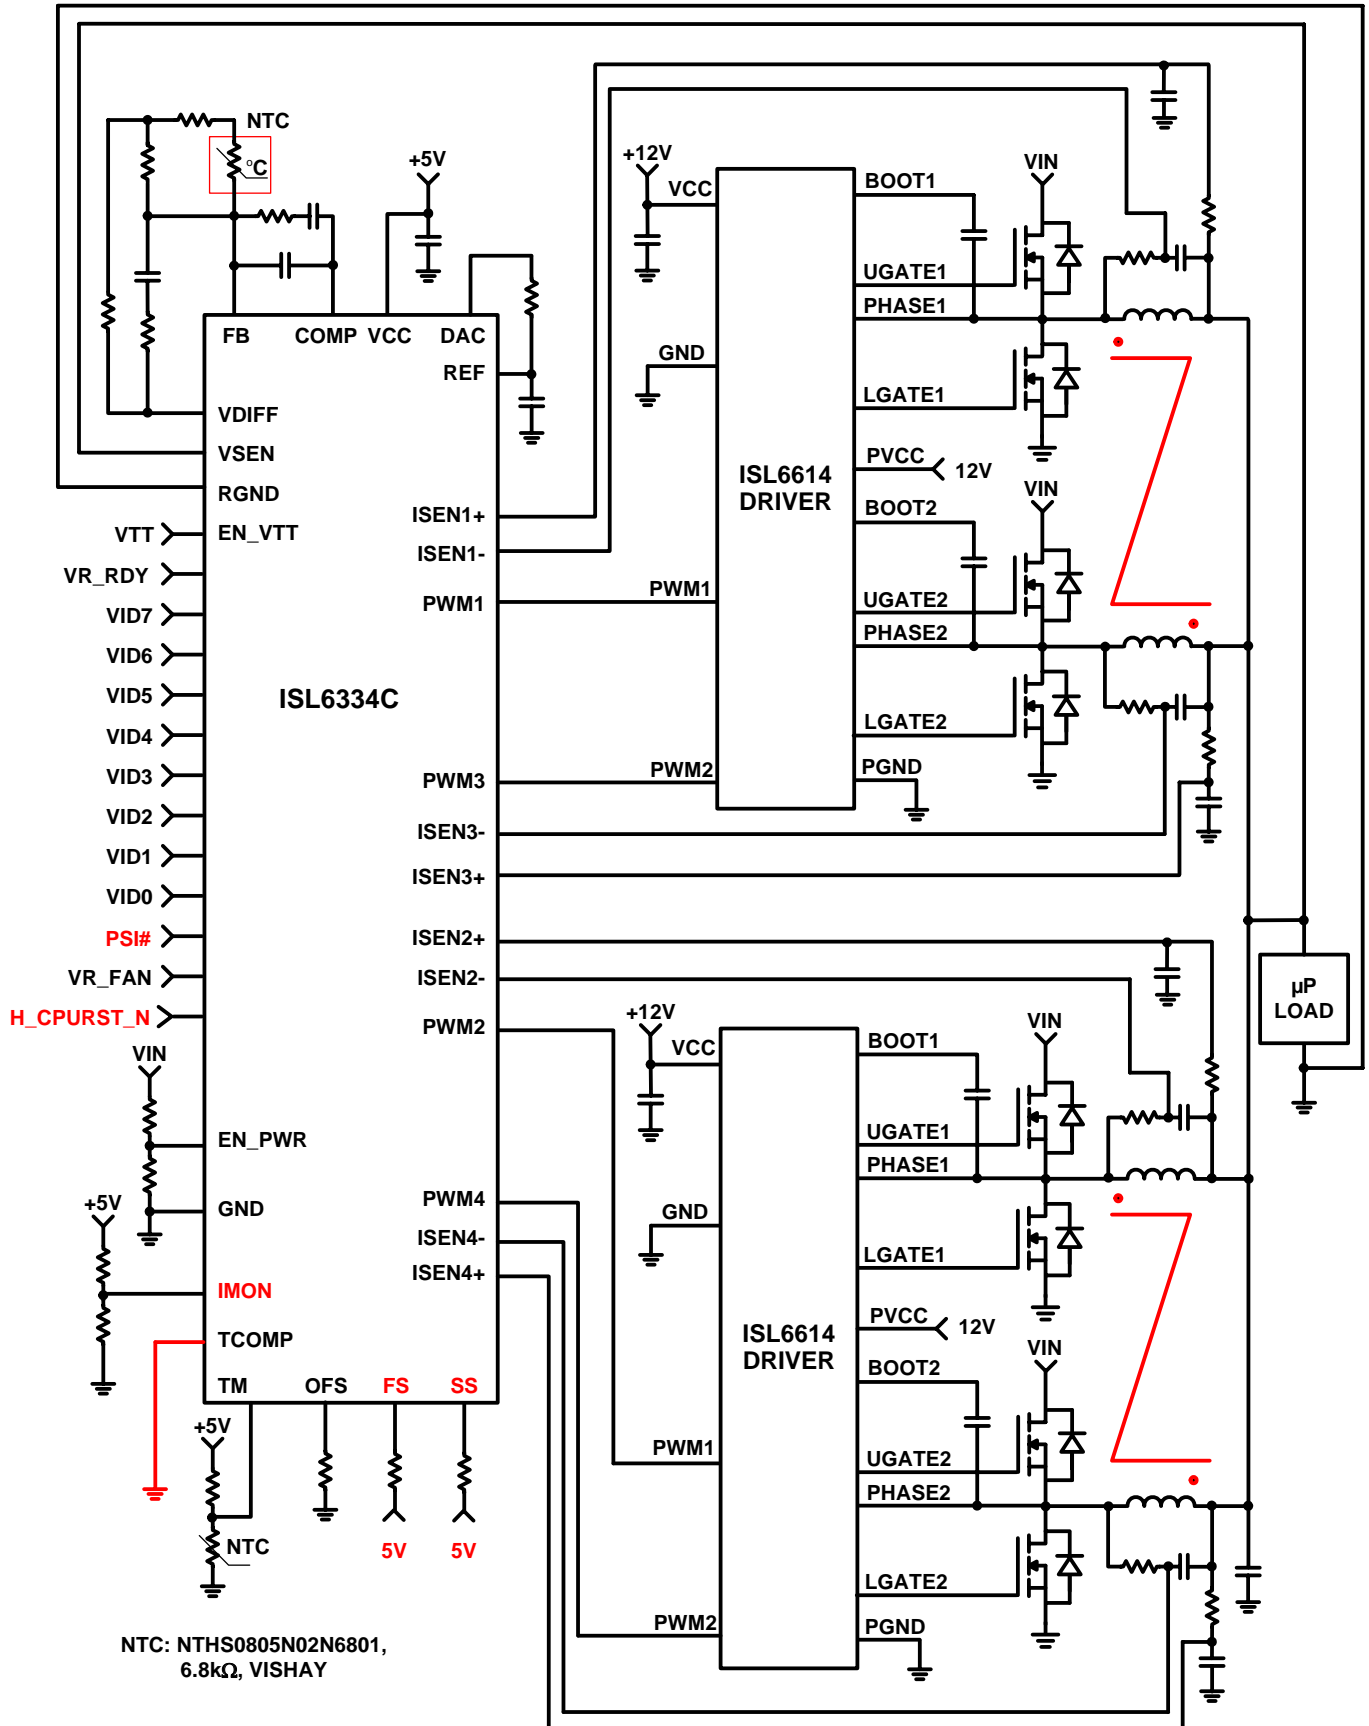 NTC
°C
+5V
FB
COMP
VCC
DAC
REF
VDIFF
VSEN
RGND
EN_VTT
VTT
VR_RDY
VID7
VID6
VID5
VID4
VID3
VID2
VID1
VID0
PSI#
VR_FAN
H_CPURST_N
VIN
EN_PWR
GND
+5V
IMON
TCOMP
TM
OFS
FS
SS
+5V
NTC
5V
5V
ISL6334C
ISEN1+
ISEN1-
PWM1
PWM3
ISEN3-
ISEN3+
ISEN2+
ISEN2-
PWM2
PWM4
ISEN4-
ISEN4+
+12V
VCC
GND
PWM1
PWM2
ISL6614
DRIVER
BOOT1
UGATE1
PHASE1
LGATE1
PVCC
12V
BOOT2
UGATE2
PHASE2
LGATE2
PGND
VIN
VIN
µP
LOAD
+12V
VCC
GND
PWM1
PWM2
ISL6614
DRIVER
BOOT1
UGATE1
PHASE1
LGATE1
PVCC
12V
BOOT2
UGATE2
PHASE2
LGATE2
PGND
VIN
VIN
NTC: NTHS0805N02N6801,
6.8kΩ, VISHAY